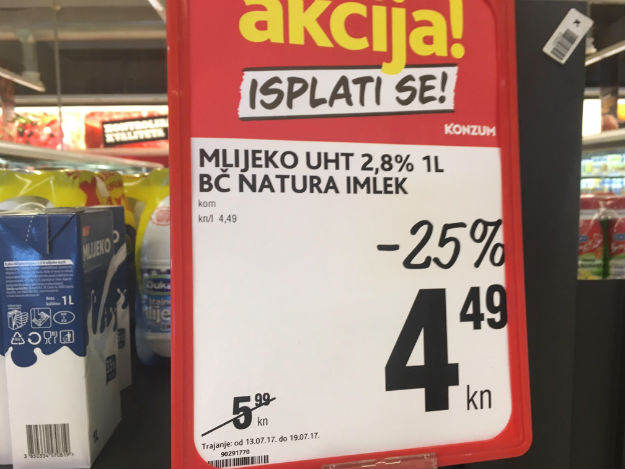 akcija!
ISPLATI SE!
KONZUM
MLIJEKO UHT 2,8% 1L
BČ NATURA IMLEK
kom
kn/l 4,49
-25%
4 49
kn
5 99
kn
Trajanje: od 13.07.17. do 19.07.17.
90291770
MLIJEKO
1L
Dukat